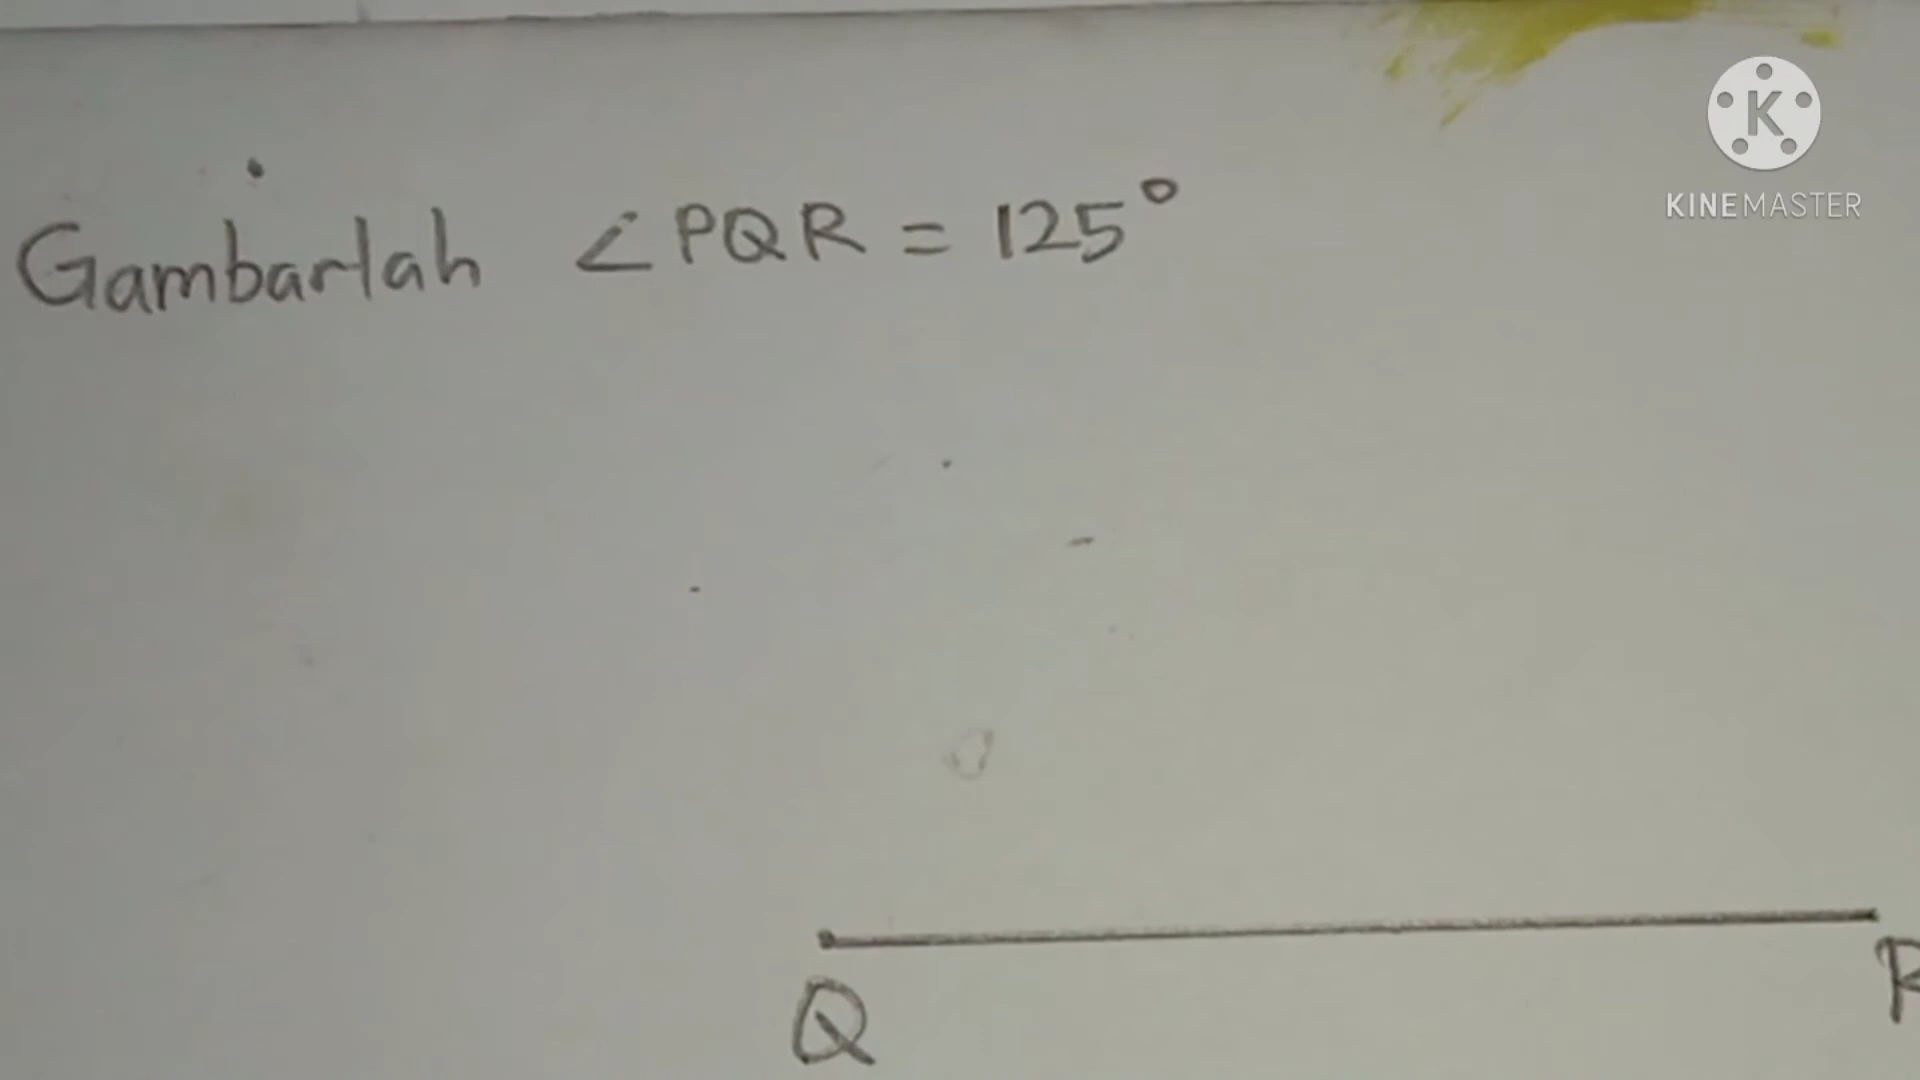 K
KINEMASTER
Gambarlah ∠PQR = 125°
Q R